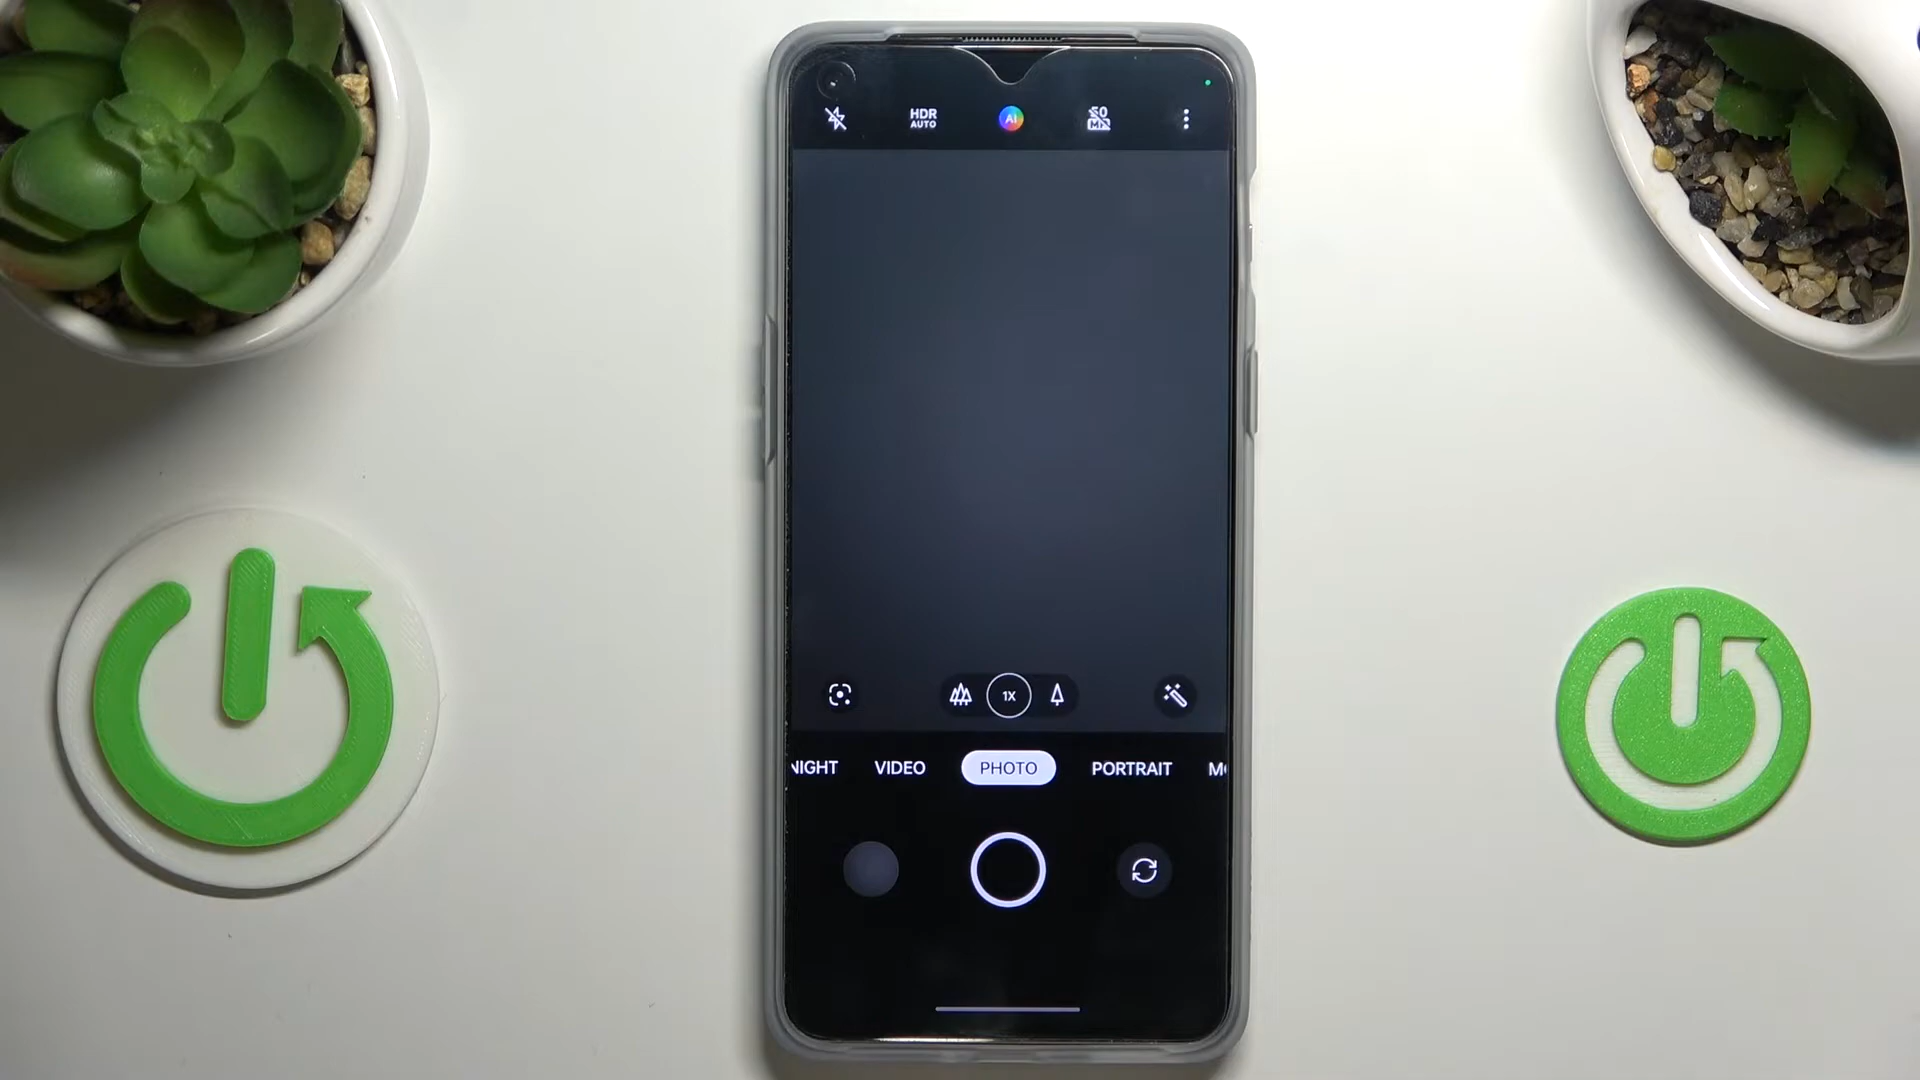 HDR
AUTO
AI
50
MP
1X
NIGHT
VIDEO
PHOTO
PORTRAIT